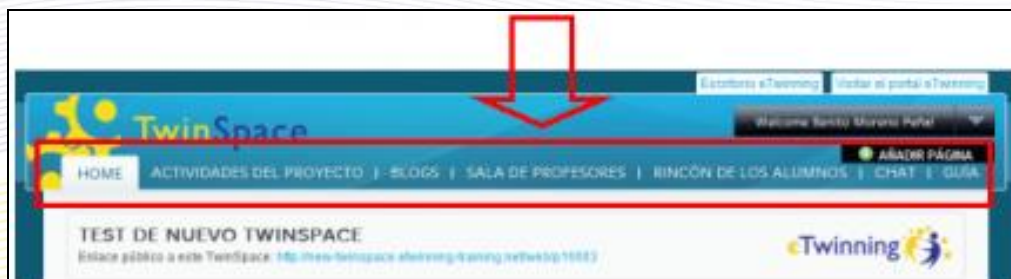 Escritorio eTwinning Visitar el portal eTwinning
TwinSpace
Welcome Benito Moreno Peña!
AÑADIR PÁGINA
HOME ACTIVIDADES DEL PROYECTO | BLOGS | SALA DE PROFESORES | RINCÓN DE LOS ALUMNOS | CHAT | GUÍA
TEST DE NUEVO TWINSPACE
Enlace público a este TwinSpace:
eTwinning